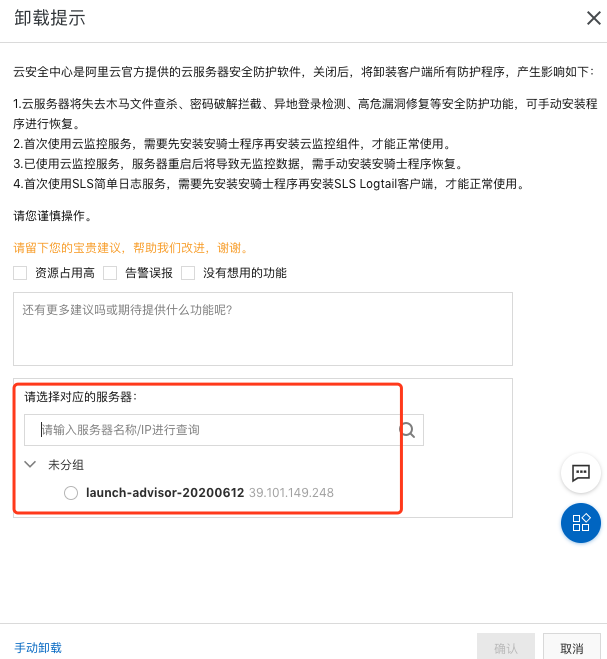 卸载提示
云安全中心是阿里云官方提供的云服务器安全防护软件，关闭后，将卸装客户端所有防护程序，产生影响如下：
1.云服务器将失去木马文件查杀、密码破解拦截、异地登录检测、高危漏洞修复等安全防护功能，可手动安装程
序进行恢复。
2.首次使用云监控服务，需要先安装安骑士程序再安装云监控组件，才能正常使用。
3.已使用云监控服务，服务器重启后将导致无监控数据，需手动安装安骑士程序恢复。
4.首次使用SLS简单日志服务，需要先安装安骑士程序再安装SLS Logtail客户端，才能正常使用。
请您谨慎操作。
请留下您的宝贵建议，帮助我们改进，谢谢。
资源占用高 告警误报 没有想用的功能
还有更多建议吗或期待提供什么功能呢?
请选择对应的服务器：
请输入服务器名称/IP进行查询
未分组
launch-advisor-20200612 39.101.149.248
手动卸载 确认 取消